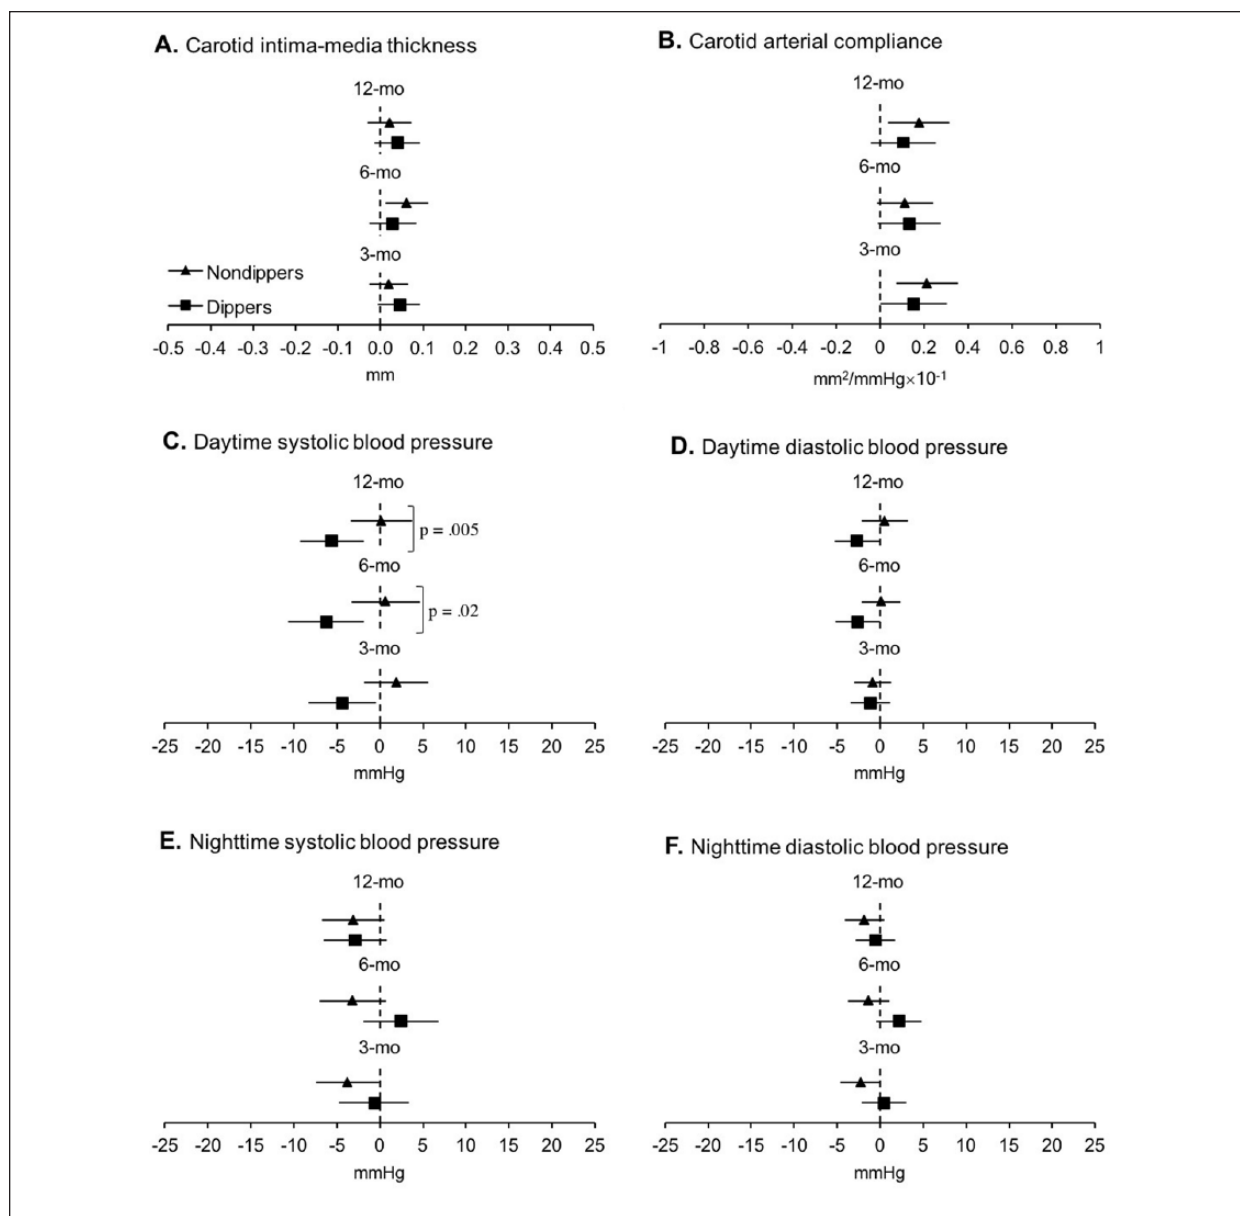 A. Carotid intima-media thickness
12-mo
6-mo
3-mo
Nondippers
Dippers
-0.5 -0.4 -0.3 -0.2 -0.1 0.0 0.1 0.2 0.3 0.4 0.5
mm
B. Carotid arterial compliance
12-mo
6-mo
3-mo
-1 -0.8 -0.6 -0.4 -0.2 0 0.2 0.4 0.6 0.8 1
mm²/mmHg×10⁻¹
C. Daytime systolic blood pressure
12-mo
p = .005
6-mo
p = .02
3-mo
-25 -20 -15 -10 -5 0 5 10 15 20 25
mmHg
D. Daytime diastolic blood pressure
12-mo
6-mo
3-mo
-25 -20 -15 -10 -5 0 5 10 15 20 25
mmHg
E. Nighttime systolic blood pressure
12-mo
6-mo
3-mo
-25 -20 -15 -10 -5 0 5 10 15 20 25
mmHg
F. Nighttime diastolic blood pressure
12-mo
6-mo
3-mo
-25 -20 -15 -10 -5 0 5 10 15 20 25
mmHg